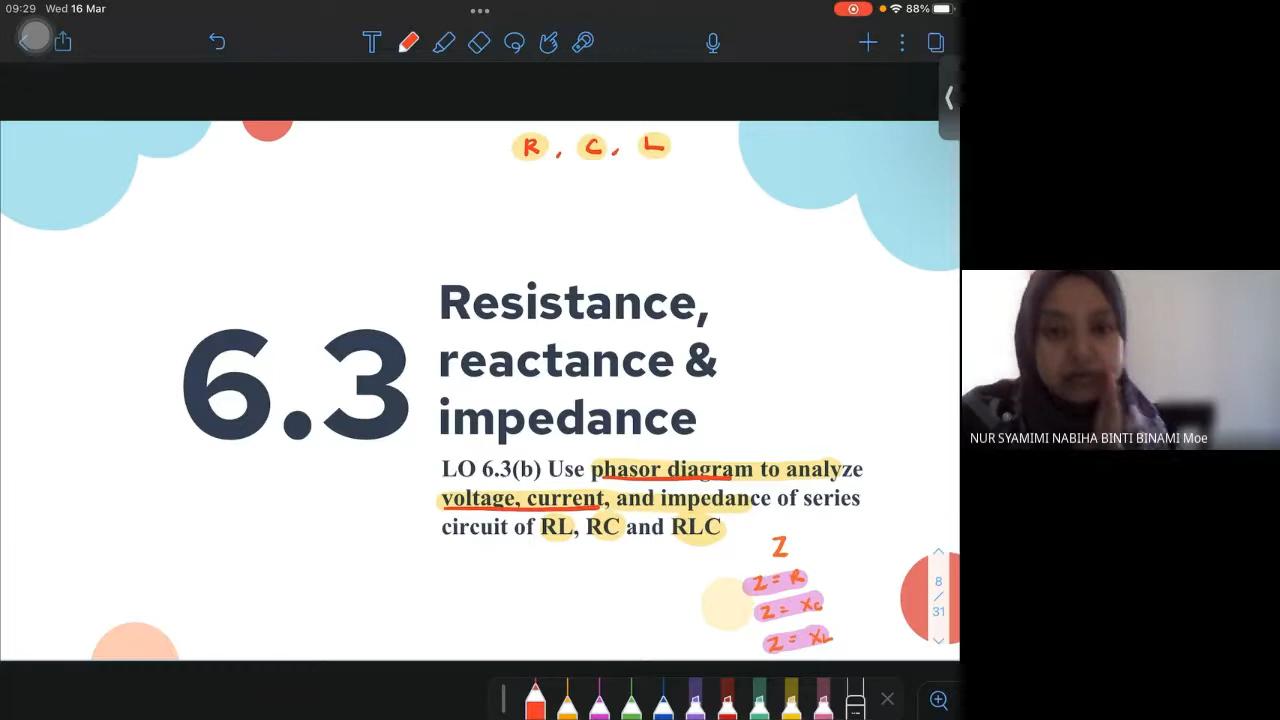 09:29 Wed 16 Mar
88%
T
R, C, L
6.3
Resistance,
reactance &
impedance
LO 6.3(b) Use phasor diagram to analyze
voltage, current, and impedance of series
circuit of RL, RC and RLC
Z
Z = R
Z = XC
Z = XL
8
/
31
NUR SYAMIMI NABIHA BINTI BINAMI Moe